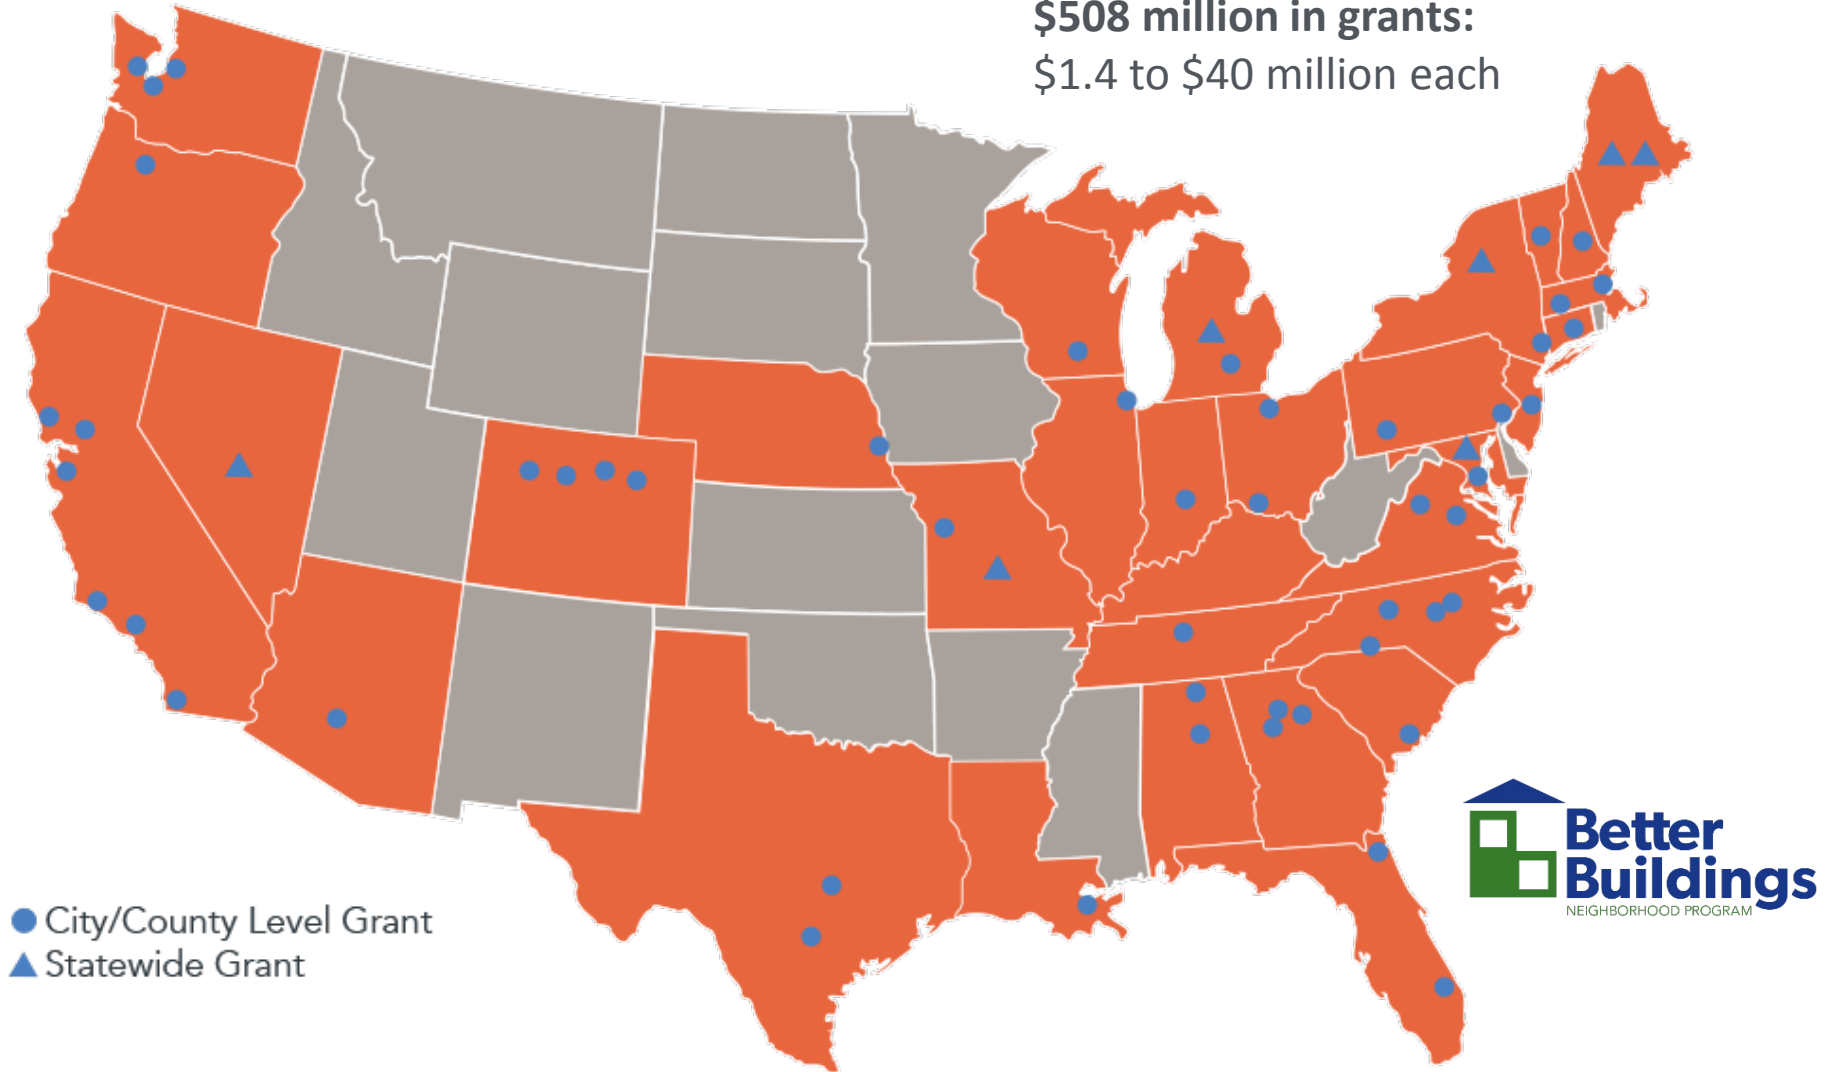 $508 million in grants:
$1.4 to $40 million each
Better
Buildings
NEIGHBORHOOD PROGRAM
City/County Level Grant
Statewide Grant